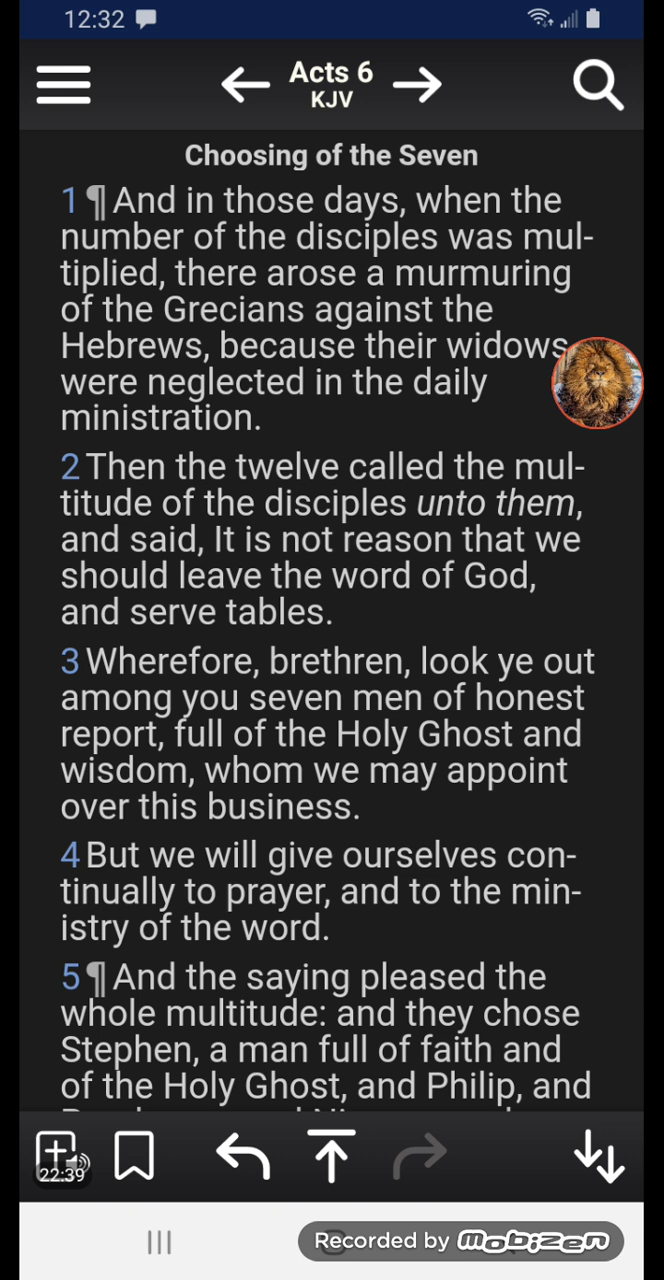 12:32
Acts 6
KJV
Choosing of the Seven
1 ¶ And in those days, when the
number of the disciples was mul-
tiplied, there arose a murmuring
of the Grecians against the
Hebrews, because their widows
were neglected in the daily
ministration.
2 Then the twelve called the mul-
titude of the disciples unto them,
and said, It is not reason that we
should leave the word of God,
and serve tables.
3 Wherefore, brethren, look ye out
among you seven men of honest
report, full of the Holy Ghost and
wisdom, whom we may appoint
over this business.
4 But we will give ourselves con-
tinually to prayer, and to the min-
istry of the word.
5 ¶ And the saying pleased the
whole multitude: and they chose
Stephen, a man full of faith and
of the Holy Ghost, and Philip, and
22:39
Recorded by mobizen